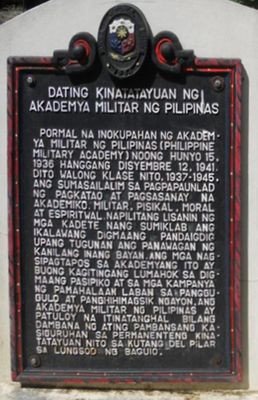 DATING KINATATAYUAN NG
AKADEMYA MILITAR NG PILIPINAS
PORMAL NA INOKUPAHAN NG AKADEM-
YA MILITAR NG PILIPINAS (PHILIPPINE
MILITARY ACADEMY) NOONG HUNYO 15,
1936 HANGGANG DISYEMBRE 12, 1941.
DITO WALONG KLASE NITO, 1937-1945,
ANG SUMASAILALIM SA PAGPAPUNLAD
NG PAGKATAO AT PAGSASANAY NA
AKADEMIKO, MILITAR, PISIKAL, MORAL
AT ESPIRITWAL. NAPILITANG LISANIN NG
MGA KADETE NANG SUMIKLAB ANG
IKALAWANG DIGMAANG PANDAIGDIG
UPANG TUGUNAN ANG PANAWAGAN NG
KANILANG INANG BAYAN. ANG MGA NAG-
SIPAGTAPOS SA AKADEMYANG ITO AY
BUONG KAGITINGANG LUMAHOK SA DIG-
MAANG PASIPIKO AT SA MGA KAMPANYA
NG PAMAHALAAN LABAN SA PANGGU-
GULO AT PANGHIHIMAGSIK. NGAYON, ANG
AKADEMYA MILITAR NG PILIPINAS AY
PATULOY NA ITINATANGHAL BILANG
DAMBANA NG ATING PAMBANSANG KA-
SIGURUHAN SA PERMANENTENG KINA-
TATAYUAN NITO SA KUTANG DEL PILAR
SA LUNGSOD NG BAGUIO.